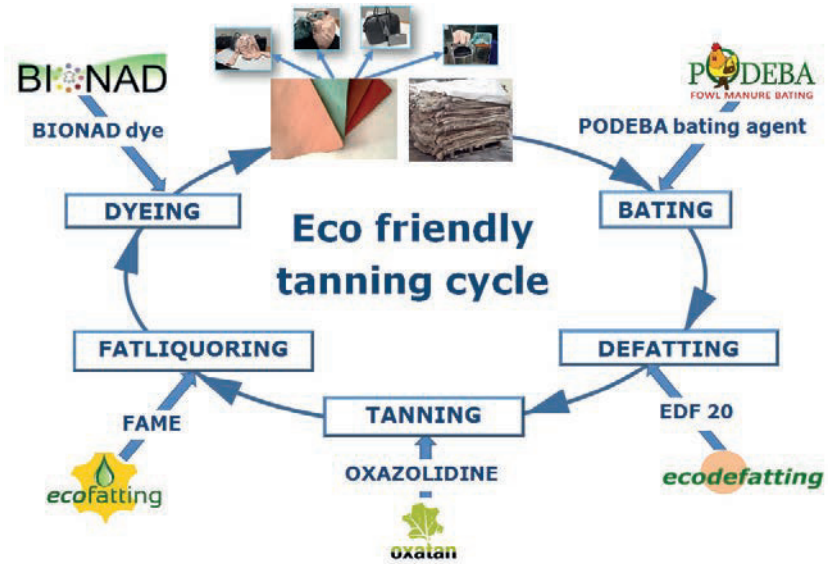 BIONAD
PODEBA
FOWL MANURE BATING
BIONAD dye
PODEBA bating agent
DYEING
BATING
Eco friendly
tanning cycle
FATLIQUORING
DEFATTING
TANNING
FAME
EDF 20
OXAZOLIDINE
ecofatting
ecodefatting
oxatan